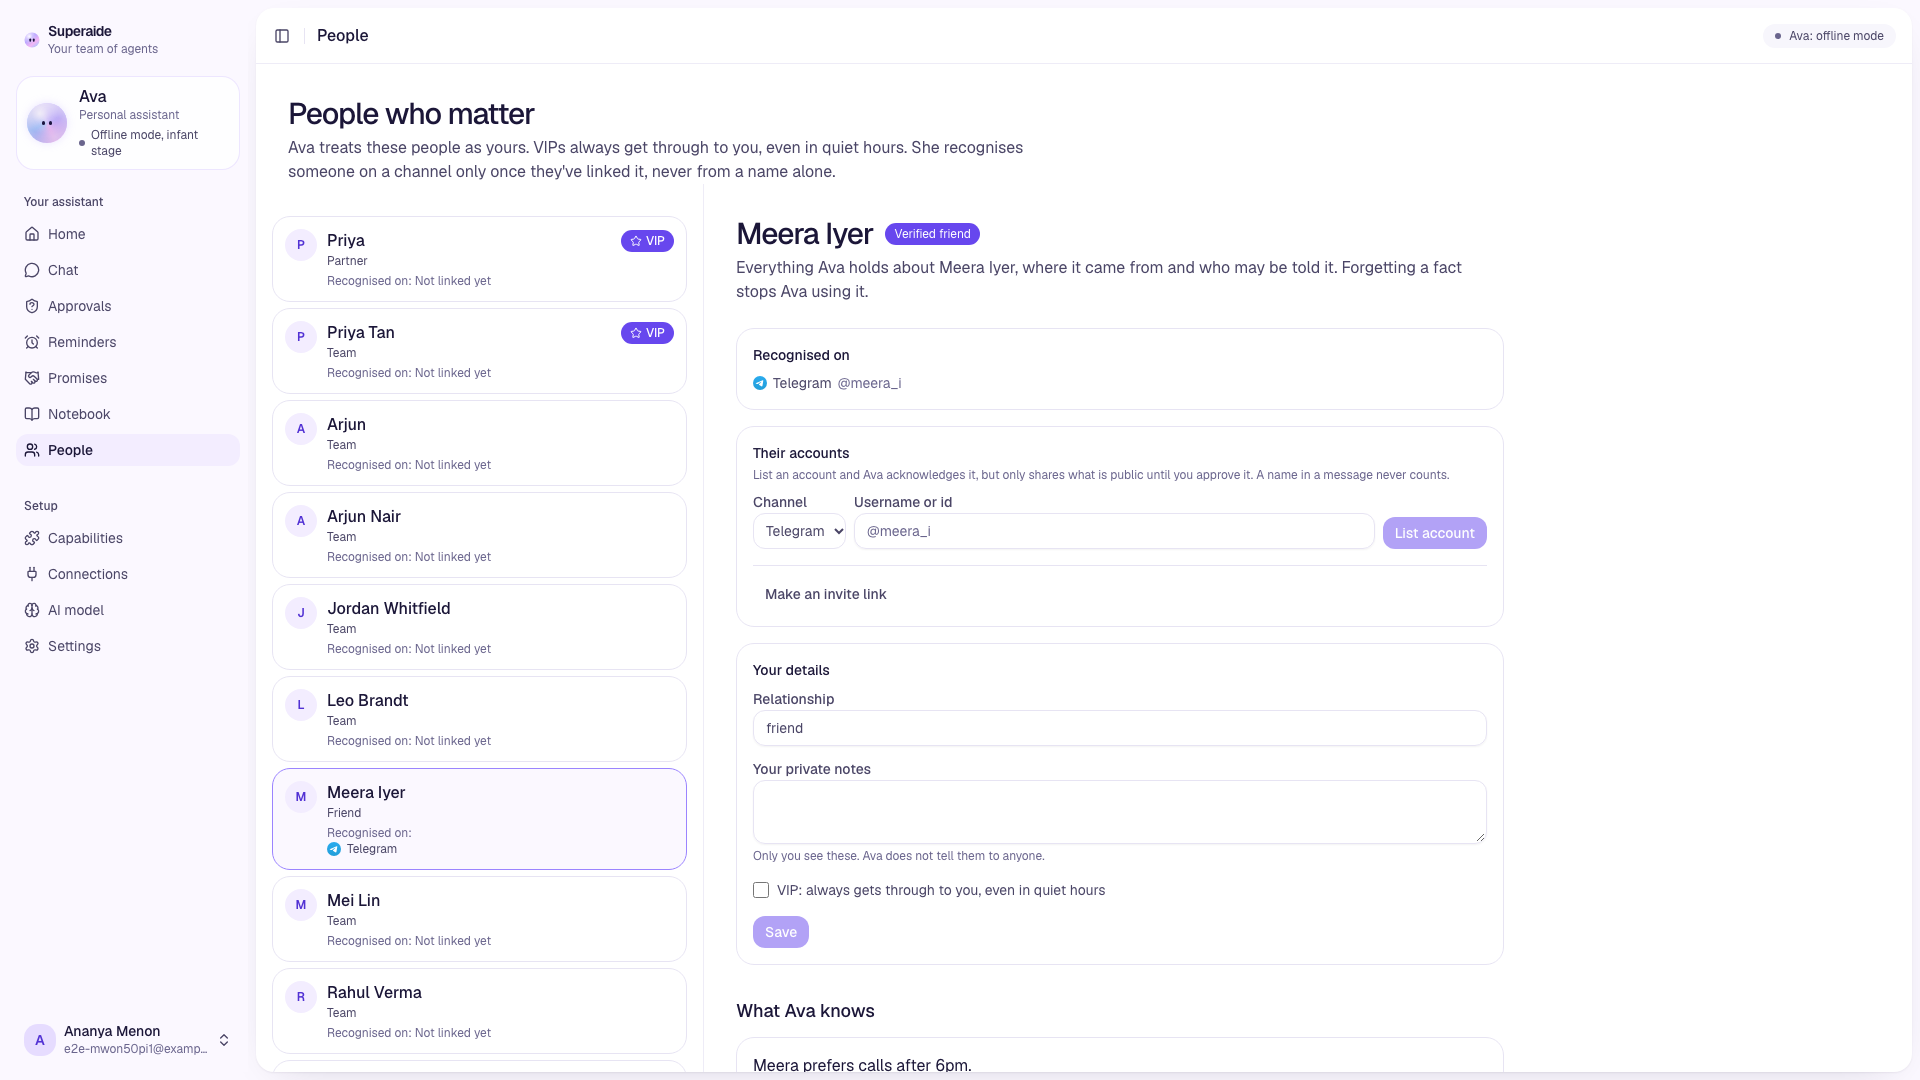 Superaide
Your team of agents
Ava
Personal assistant
Offline mode, infant
stage
Your assistant
Home
Chat
Approvals
Reminders
Promises
Notebook
People
Setup
Capabilities
Connections
AI model
Settings
A
Ananya Menon
e2e-mwon50pi1@examp...
People
Ava: offline mode
People who matter
Ava treats these people as yours. VIPs always get through to you, even in quiet hours. She recognises
someone on a channel only once they've linked it, never from a name alone.
P
Priya
VIP
Partner
Recognised on: Not linked yet
P
Priya Tan
VIP
Team
Recognised on: Not linked yet
A
Arjun
Team
Recognised on: Not linked yet
A
Arjun Nair
Team
Recognised on: Not linked yet
J
Jordan Whitfield
Team
Recognised on: Not linked yet
L
Leo Brandt
Team
Recognised on: Not linked yet
M
Meera Iyer
Friend
Recognised on:
Telegram
M
Mei Lin
Team
Recognised on: Not linked yet
R
Rahul Verma
Team
Recognised on: Not linked yet
Meera Iyer
Verified friend
Everything Ava holds about Meera Iyer, where it came from and who may be told it. Forgetting a fact
stops Ava using it.
Recognised on
Telegram @meera_i
Their accounts
List an account and Ava acknowledges it, but only shares what is public until you approve it. A name in a message never counts.
Channel
Username or id
Telegram
@meera_i
List account
Make an invite link
Your details
Relationship
friend
Your private notes
Only you see these. Ava does not tell them to anyone.
VIP: always gets through to you, even in quiet hours
Save
What Ava knows
Meera prefers calls after 6pm.